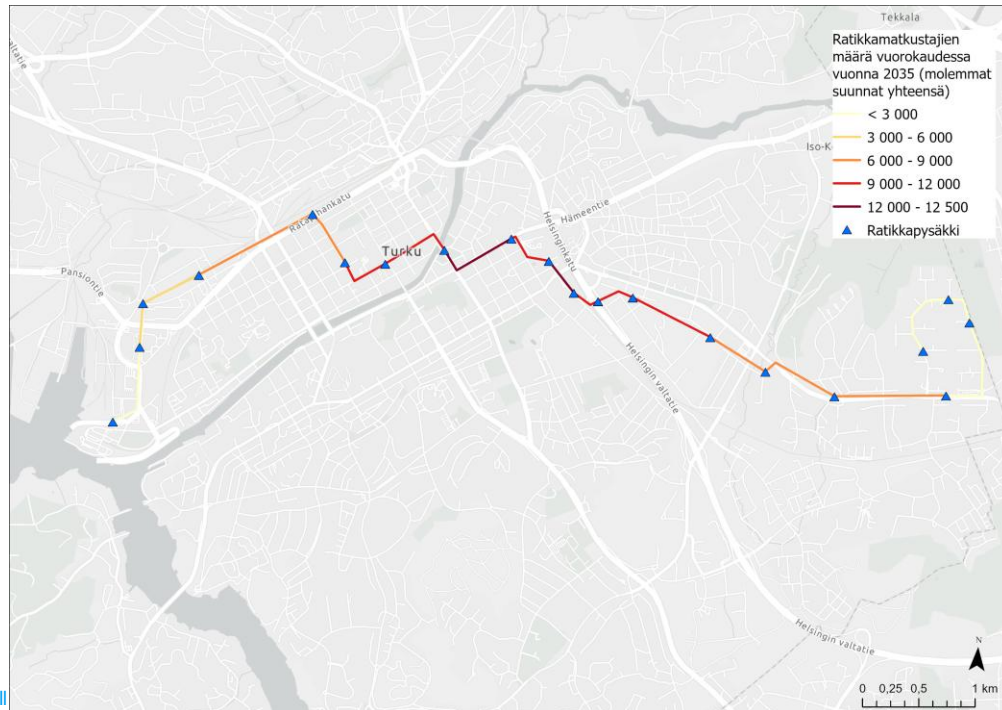 Tekkala
Ratikkamatkustajien
määrä vuorokaudessa
vuonna 2035 (molemmat
suunnat yhteensä)
< 3 000
3 000 - 6 000
6 000 - 9 000
9 000 - 12 000
12 000 - 12 500
Ratikkapysäkki
valtatie
Iso-K
Hämeentie
Helsinginkatu
Turku
Pansiontie
Helsingin valtatie
Helsingin valtatie
N
0 0,25 0,5 1 km